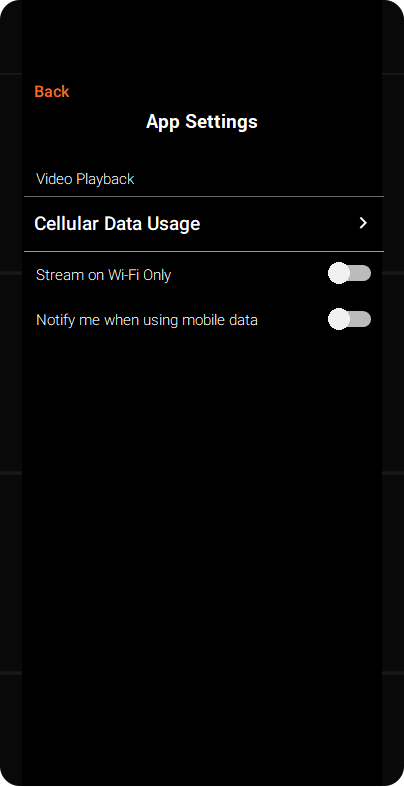 Back
App Settings
Video Playback
Cellular Data Usage
Stream on Wi-Fi Only
Notify me when using mobile data